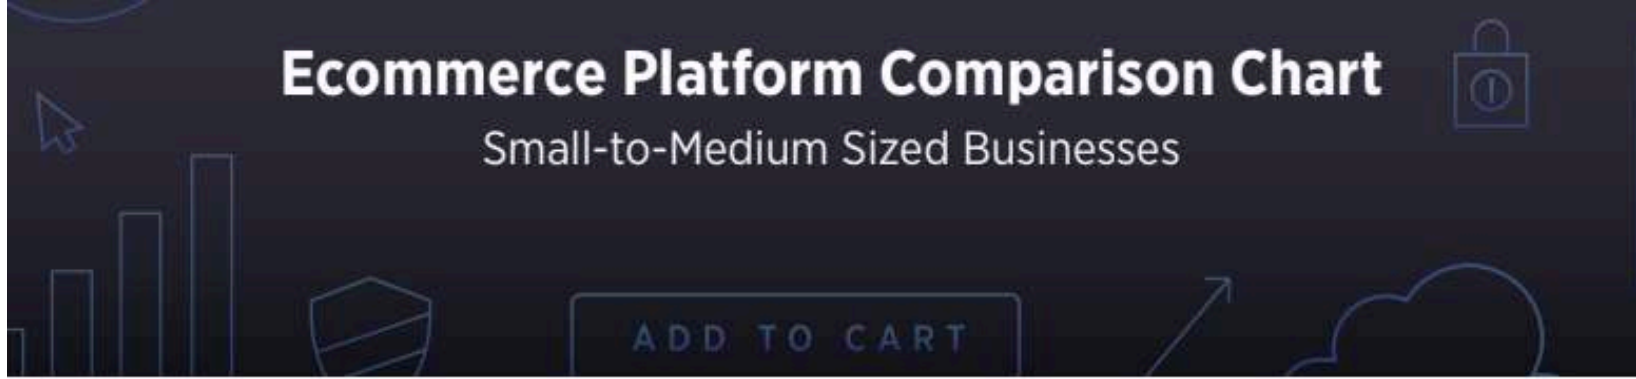 Ecommerce Platform Comparison Chart
Small-to-Medium Sized Businesses
ADD TO CART